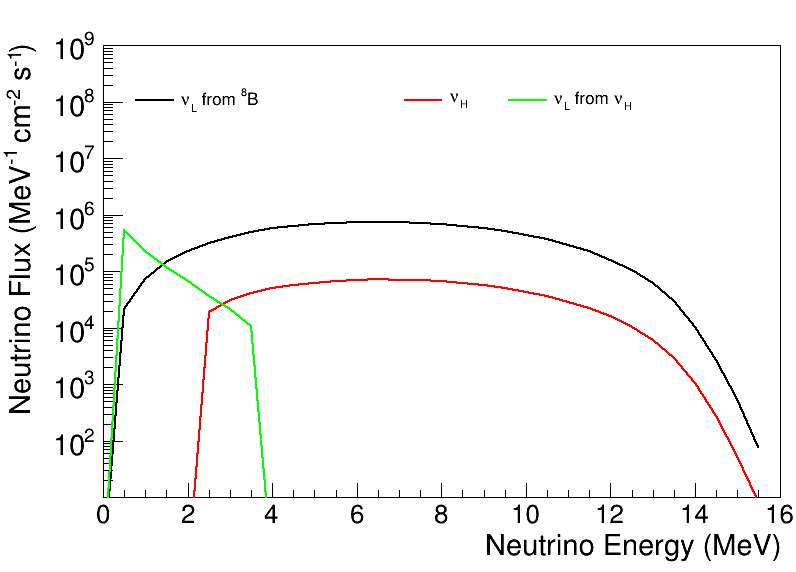 Neutrino Flux (MeV⁻¹ cm⁻² s⁻¹)
10⁹
10⁸
10⁷
10⁶
10⁵
10⁴
10³
10²
ν_L from ⁸B
ν_H
ν_L from ν_H
0 2 4 6 8 10 12 14 16
Neutrino Energy (MeV)